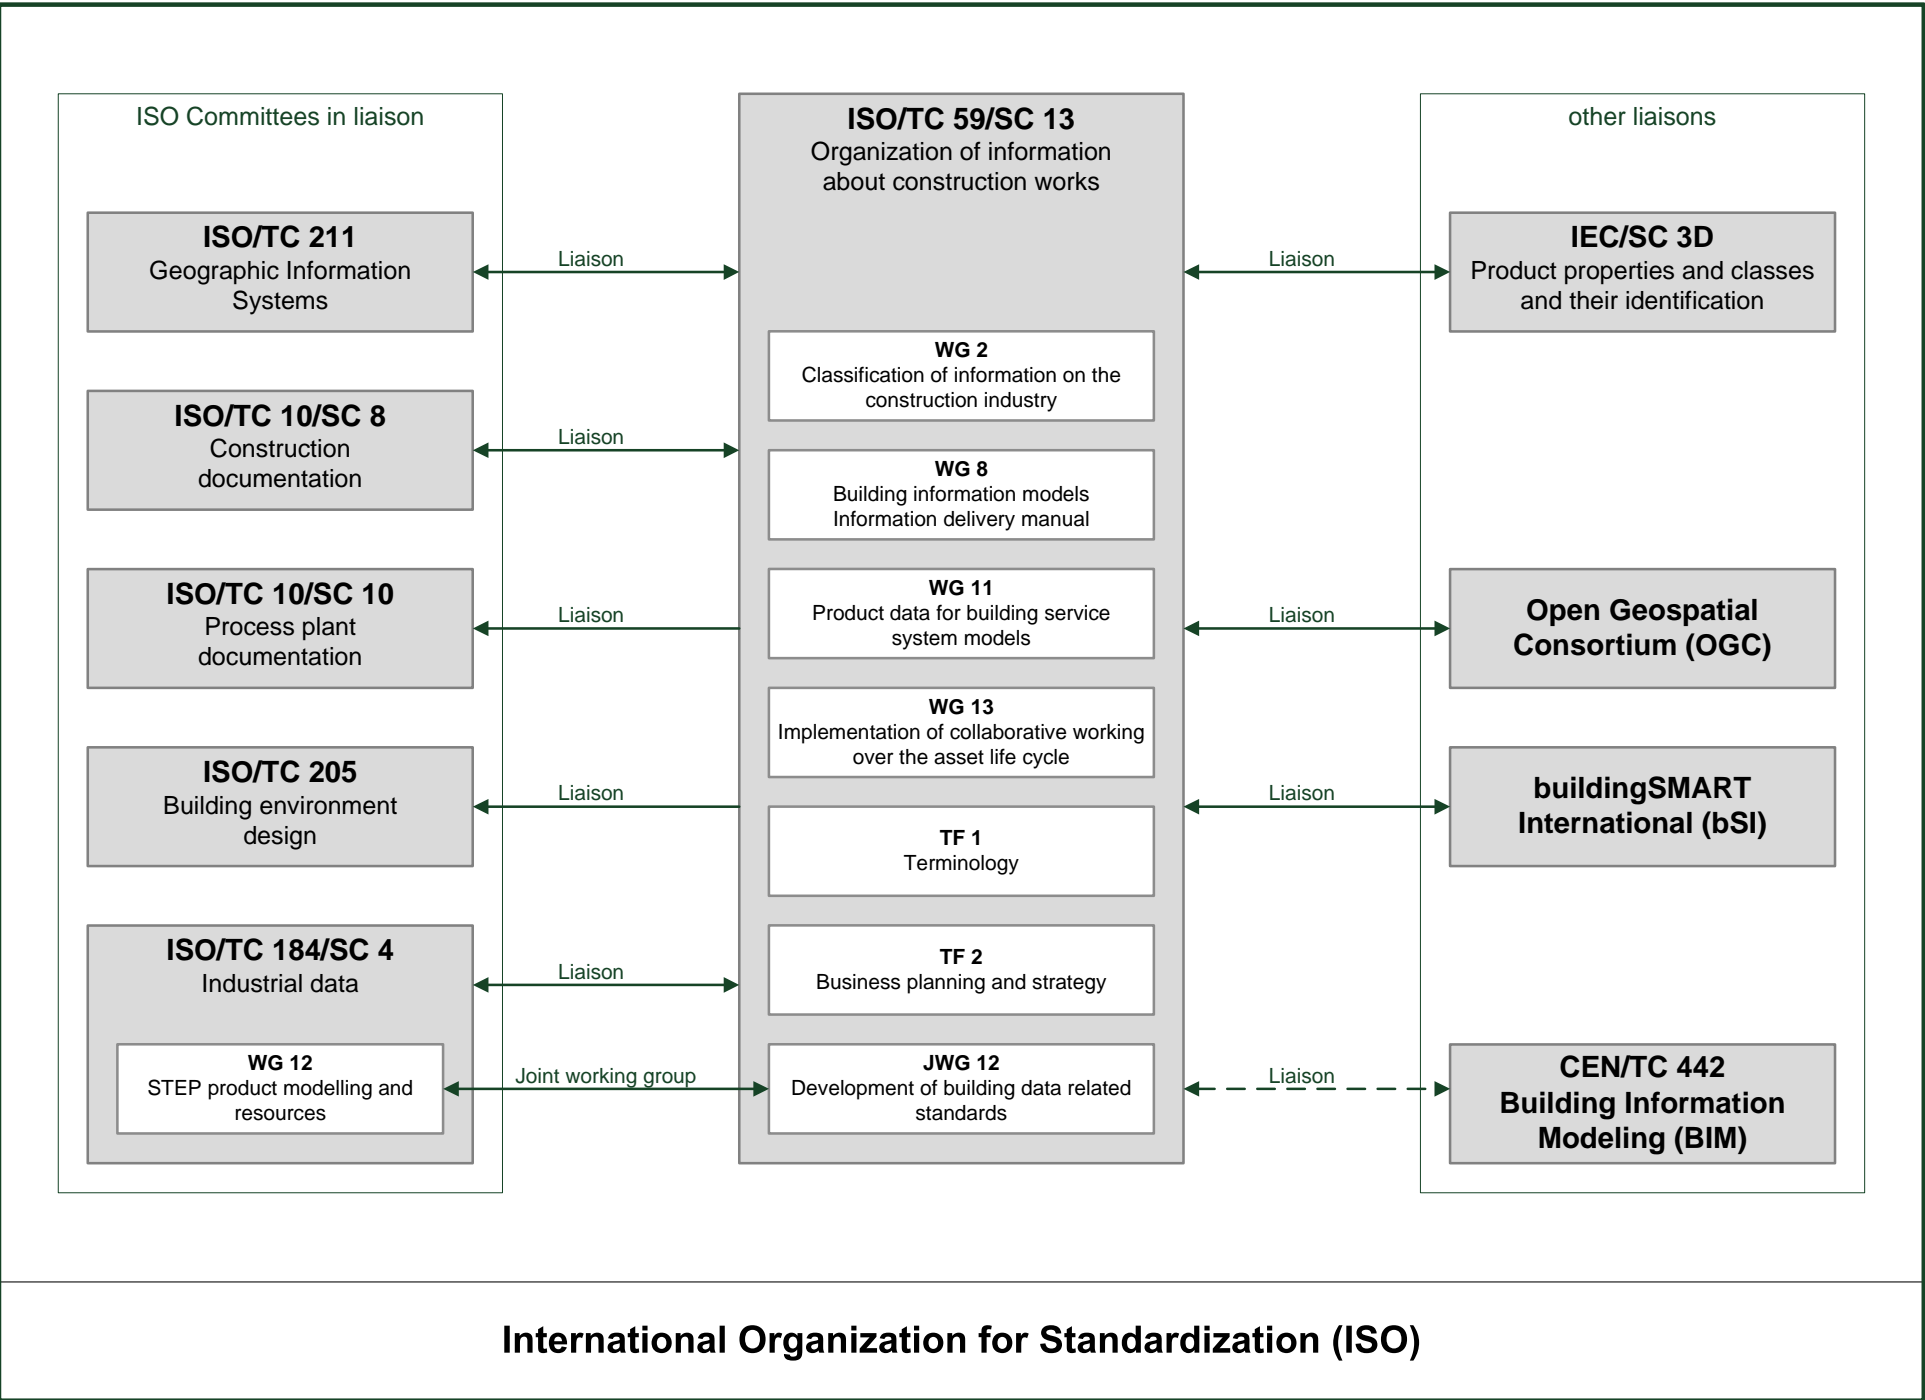 ISO Committees in liaison
ISO/TC 211
Geographic Information
Systems
ISO/TC 10/SC 8
Construction
documentation
ISO/TC 10/SC 10
Process plant
documentation
ISO/TC 205
Building environment
design
ISO/TC 184/SC 4
Industrial data
WG 12
STEP product modelling and
resources
Liaison
Liaison
Liaison
Liaison
Liaison
Joint working group
ISO/TC 59/SC 13
Organization of information
about construction works
WG 2
Classification of information on the
construction industry
WG 8
Building information models
Information delivery manual
WG 11
Product data for building service
system models
WG 13
Implementation of collaborative working
over the asset life cycle
TF 1
Terminology
TF 2
Business planning and strategy
JWG 12
Development of building data related
standards
Liaison
Liaison
Liaison
Liaison
other liaisons
IEC/SC 3D
Product properties and classes
and their identification
Open Geospatial
Consortium (OGC)
buildingSMART
International (bSI)
CEN/TC 442
Building Information
Modeling (BIM)
International Organization for Standardization (ISO)